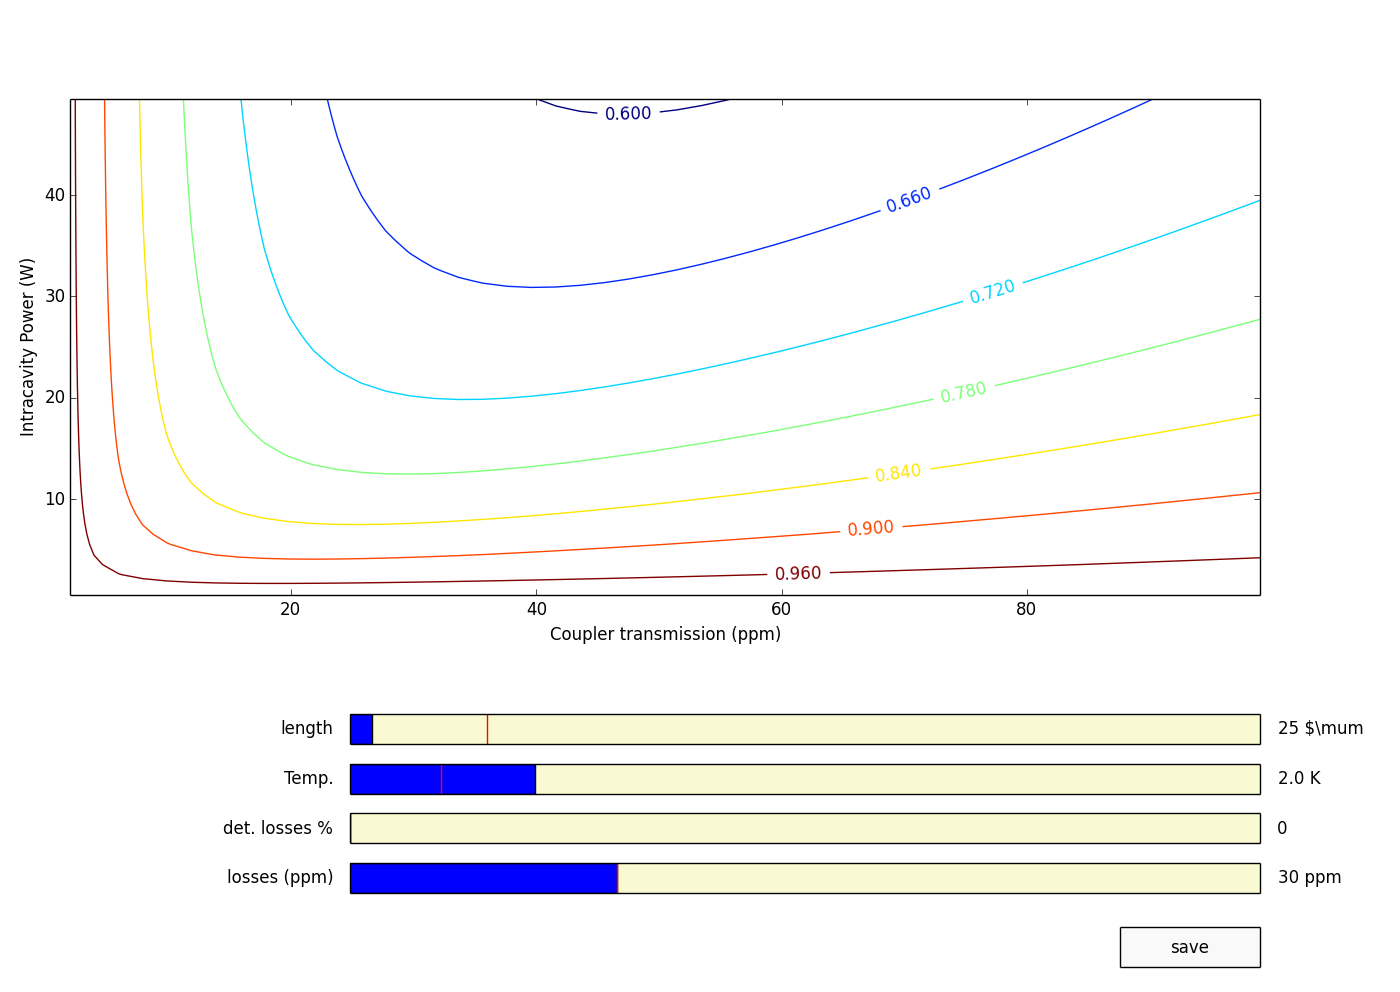 0.600
0.660
0.720
0.780
0.840
0.900
0.960
40
30
20
10
Intracavity Power (W)
20 40 60 80
Coupler transmission (ppm)
length 25 $\mum
Temp. 2.0 K
det. losses % 0
losses (ppm) 30 ppm
save